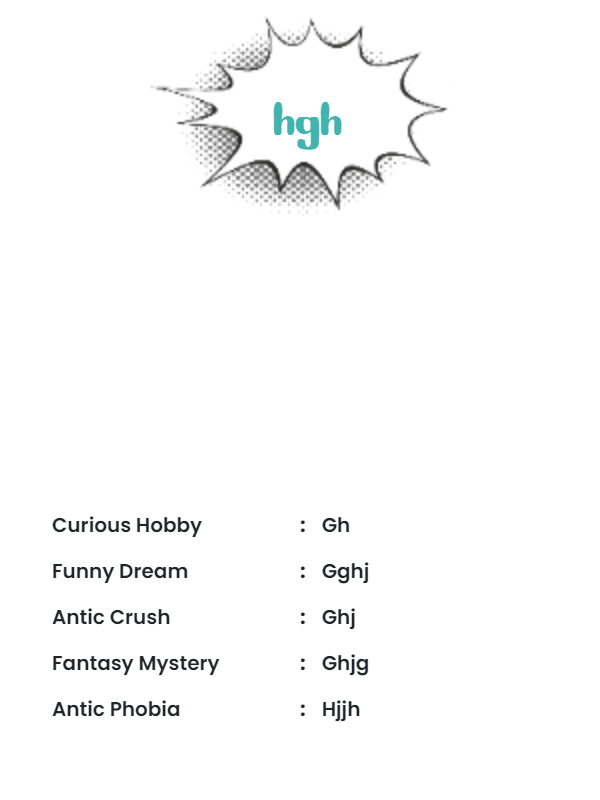 hgh
Curious Hobby : Gh
Funny Dream : Gghj
Antic Crush : Ghj
Fantasy Mystery : Ghjg
Antic Phobia : Hjjh